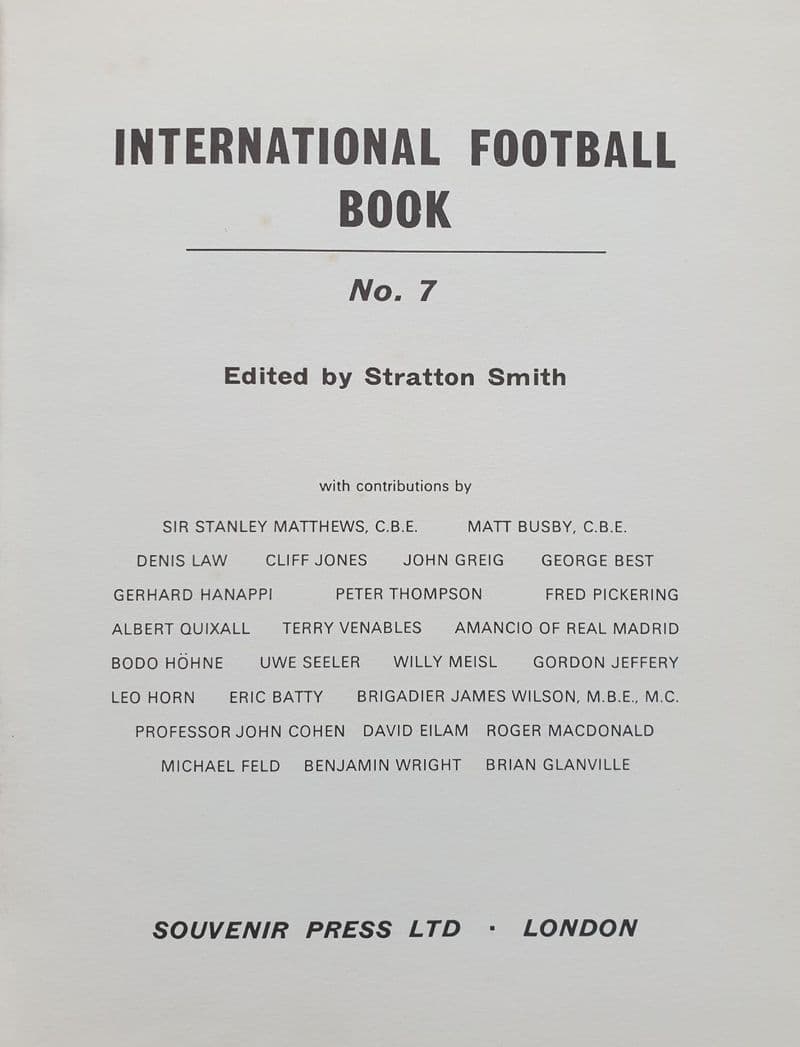 INTERNATIONAL FOOTBALL
BOOK
No. 7
Edited by Stratton Smith
with contributions by
SIR STANLEY MATTHEWS, C.B.E. MATT BUSBY, C.B.E.
DENIS LAW CLIFF JONES JOHN GREIG GEORGE BEST
GERHARD HANAPPI PETER THOMPSON FRED PICKERING
ALBERT QUIXALL TERRY VENABLES AMANCIO OF REAL MADRID
BODO HÖHNE UWE SEELER WILLY MEISL GORDON JEFFERY
LEO HORN ERIC BATTY BRIGADIER JAMES WILSON, M.B.E., M.C.
PROFESSOR JOHN COHEN DAVID EILAM ROGER MACDONALD
MICHAEL FELD BENJAMIN WRIGHT BRIAN GLANVILLE
SOUVENIR PRESS LTD · LONDON